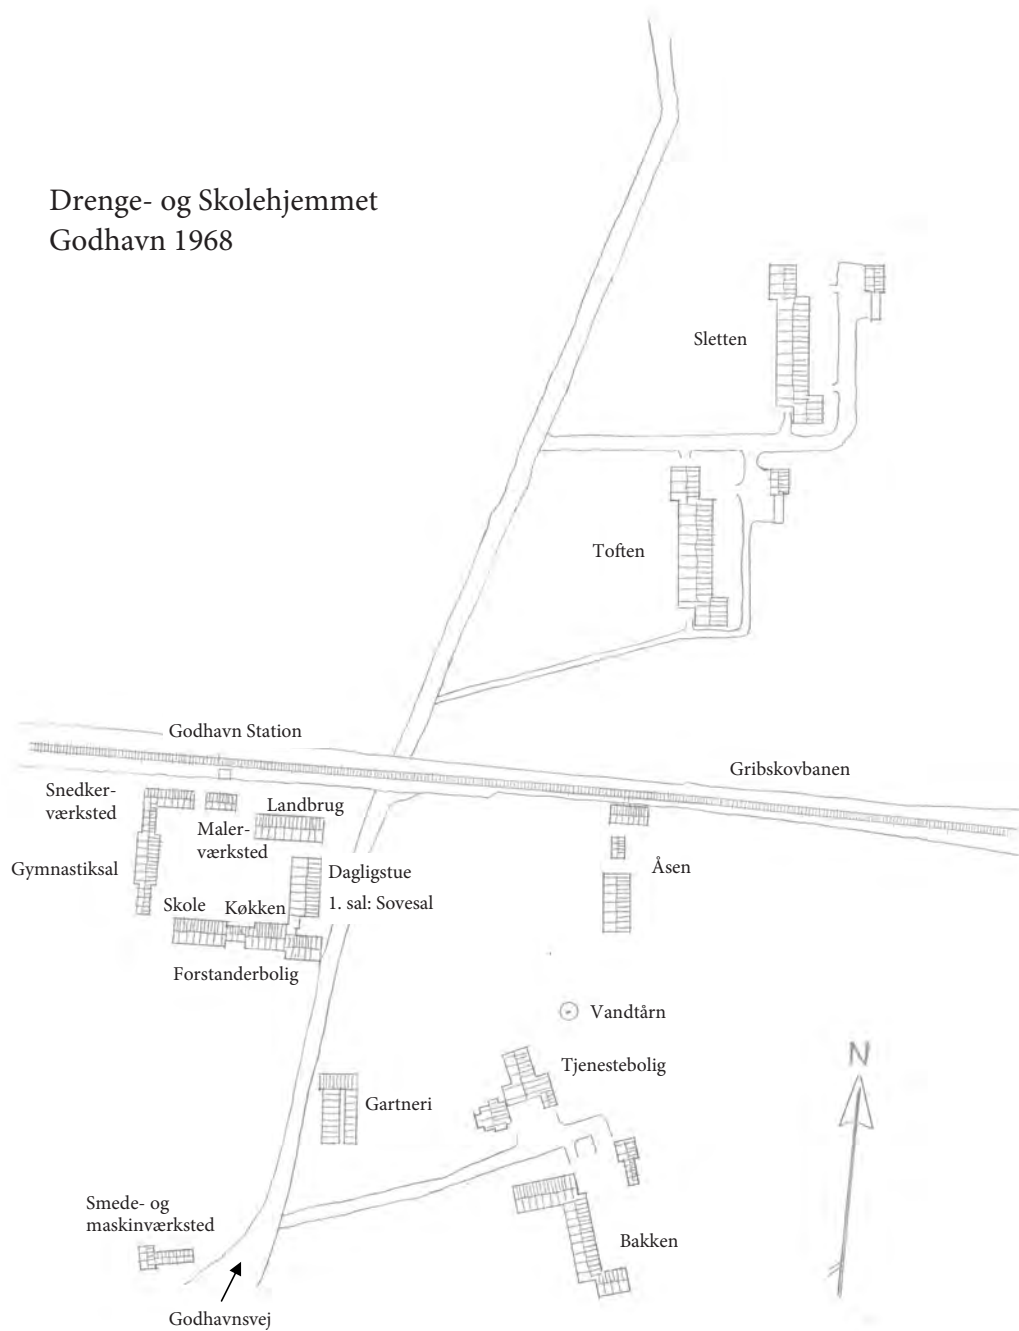 Drenge- og Skolehjemmet
Godhavn 1968
Sletten
Toften
Godhavn Station
Gribskovbanen
Snedker-
værksted
Landbrug
Maler-
værksted
Gymnastiksal
Dagligstue
1. sal: Sovesal
Åsen
Skole
Køkken
Forstanderbolig
Vandtårn
N
Tjenestebolig
Gartneri
Smede- og
maskinværksted
Bakken
Godhavnsvej